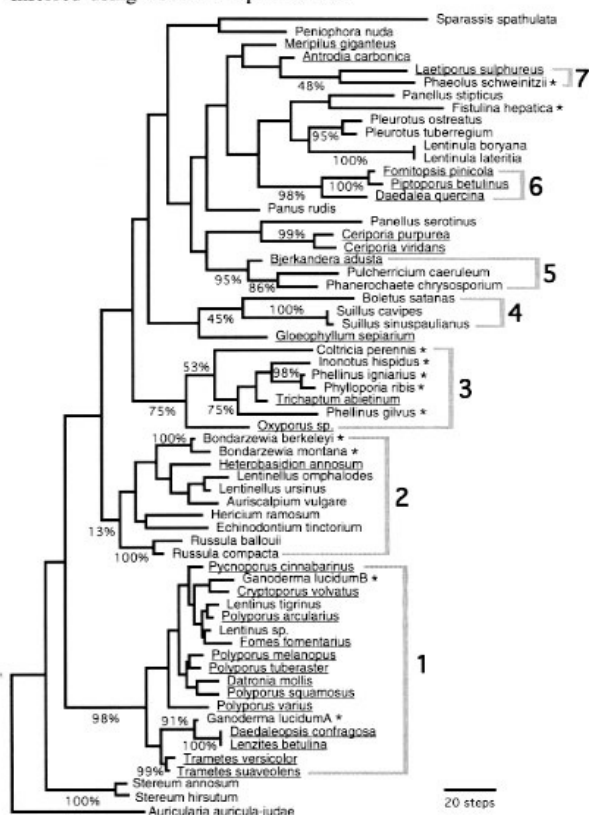 Sparassis spathulata
Peniophora nuda
Meripilus giganteus
Antrodia carbonica
Laetiporus sulphureus
7
48%
Phaeolus schweinitzii *
Panellus stipticus
Fistulina hepatica *
Pleurotus ostreatus
95%
Pleurotus tuberregium
Lentinula boryana
100%
Lentinula lateritia
Fomitopsis pinicola
100%
Piptoporus betulinus
6
98%
Daedalea quercina
Panus rudis
Panellus serotinus
99%
Ceriporia purpurea
Ceriporia viridans
Bjerkandera adusta
5
95%
Pulcherricium caeruleum
86%
Phanerochaete chrysosporium
Boletus satanas
100%
Suillus cavipes
4
45%
Suillus sinuspaulianus
Gloeophyllum sepiarium
Coltricia perennis *
53%
Inonotus hispidus *
98%
Phellinus igniarius *
3
Phylloporia ribis *
Trichaptum abietinum
75%
75%
Phellinus gilvus *
Oxyporus sp.
100%
Bondarzewia berkeleyi *
Bondarzewia montana *
Heterobasidion annosum
Lentinellus omphalodes
2
Lentinellus ursinus
Auriscalpium vulgare
Hericium ramosum
13%
Echinodontium tinctorium
Russula ballouii
100%
Russula compacta
Pycnoporus cinnabarinus
Ganoderma lucidumB *
Cryptoporus volvatus
Lentinus tigrinus
Polyporus arcularius
Lentinus sp.
Fomes fomentarius
1
Polyporus melanopus
Polyporus tuberaster
Datronia mollis
Polyporus squamosus
Polyporus varius
98%
91%
Ganoderma lucidumA *
Daedaleopsis confragosa
100%
Lenzites betulina
Trametes versicolor
99%
Trametes suaveolens
Stereum annosum
100%
Stereum hirsutum
20 steps
Auricularia auricula-judae